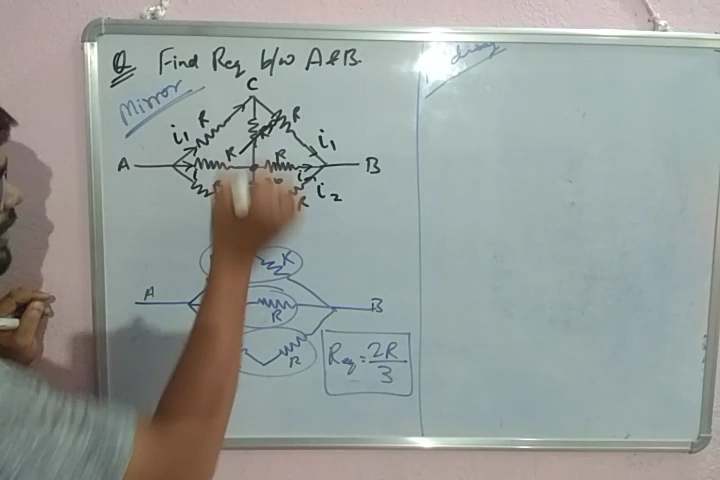 Q Find Req b/w A & B.
Mirror
C
R R
i1 i1
R R
A B
i2
R
R
A B
R
R
Req = 2R/3